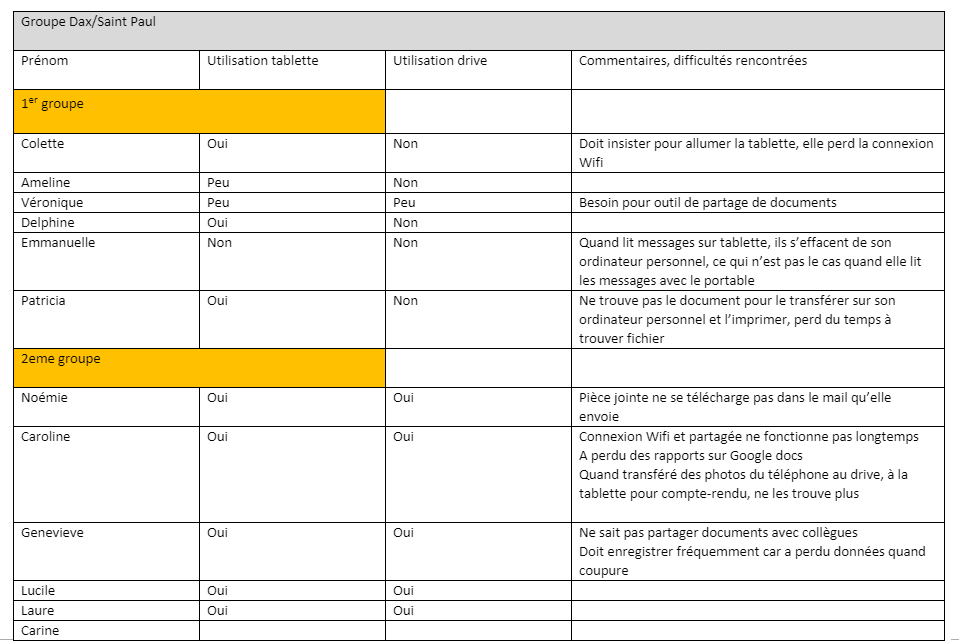 Groupe Dax/Saint Paul
Prénom Utilisation tablette Utilisation drive Commentaires, difficultés rencontrées
1er groupe
Colette Oui Non Doit insister pour allumer la tablette, elle perd la connexion
Wifi
Ameline Peu Non
Véronique Peu Peu Besoin pour outil de partage de documents
Delphine Oui Non
Emmanuelle Non Non Quand lit messages sur tablette, ils s’effacent de son
ordinateur personnel, ce qui n’est pas le cas quand elle lit
les messages avec le portable
Patricia Oui Non Ne trouve pas le document pour le transférer sur son
ordinateur personnel et l’imprimer, perd du temps à
trouver fichier
2eme groupe
Noémie Oui Oui Pièce jointe ne se télécharge pas dans le mail qu’elle
envoie
Caroline Oui Oui Connexion Wifi et partagée ne fonctionne pas longtemps
A perdu des rapports sur Google docs
Quand transféré des photos du téléphone au drive, à la
tablette pour compte-rendu, ne les trouve plus
Genevieve Oui Oui Ne sait pas partager documents avec collègues
Doit enregistrer fréquemment car a perdu données quand
coupure
Lucile Oui Oui
Laure Oui Oui
Carine